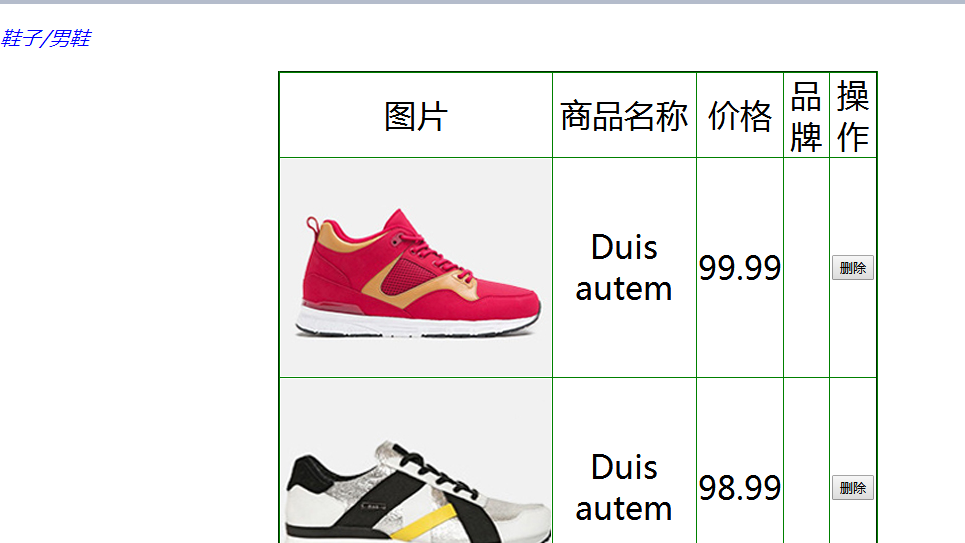 鞋子/男鞋
图片 商品名称 价格 品牌 操作
Duis autem 99.99 删除
Duis autem 98.99 删除